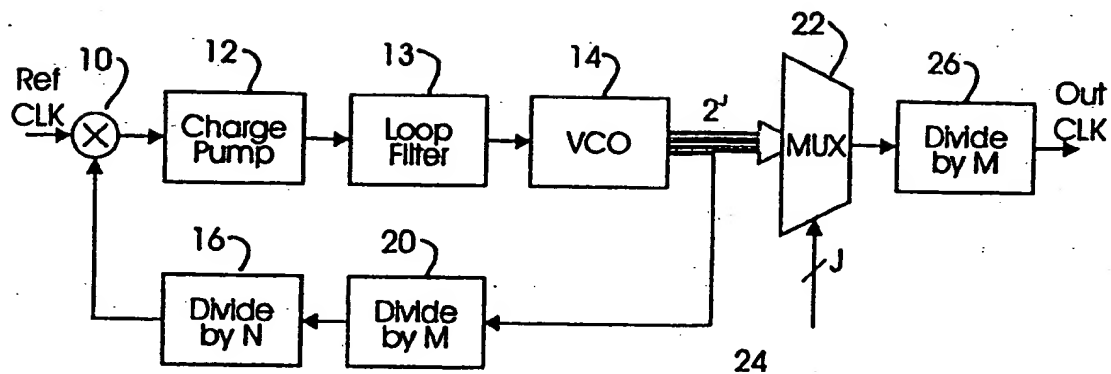 10
12
13
14
22
26
Ref
CLK
Charge
Pump
Loop
Filter
VCO
2^J
MUX
Divide
by M
Out
CLK
16
20
J
Divide
by N
Divide
by M
24